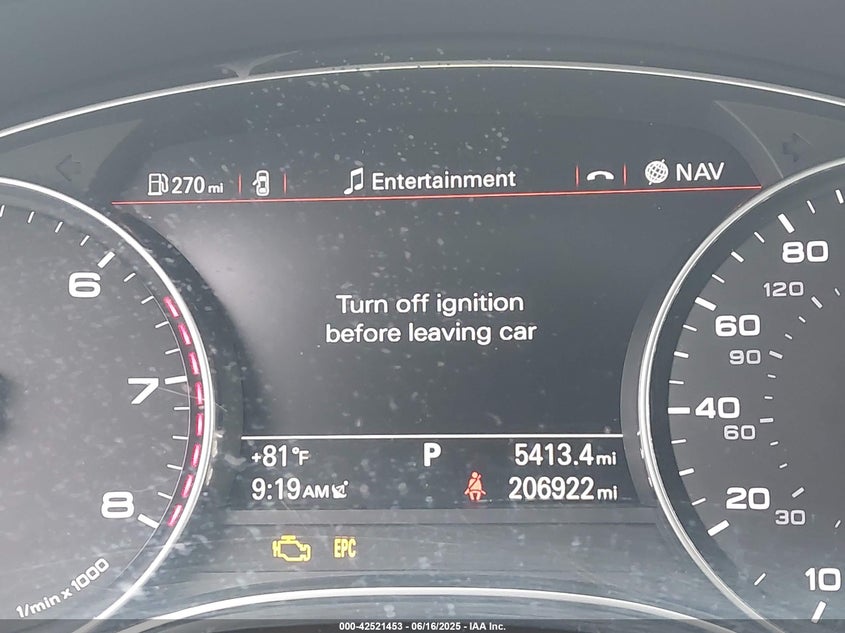 270 mi
Entertainment
NAV
Turn off ignition
before leaving car
+81°F
P
5413.4 mi
9:19 AM
206922 mi
EPC
6
7
8
1/min x 1000
80
120
60
90
40
60
20
30
10
000-42521453 - 06/16/2025 - IAA Inc.